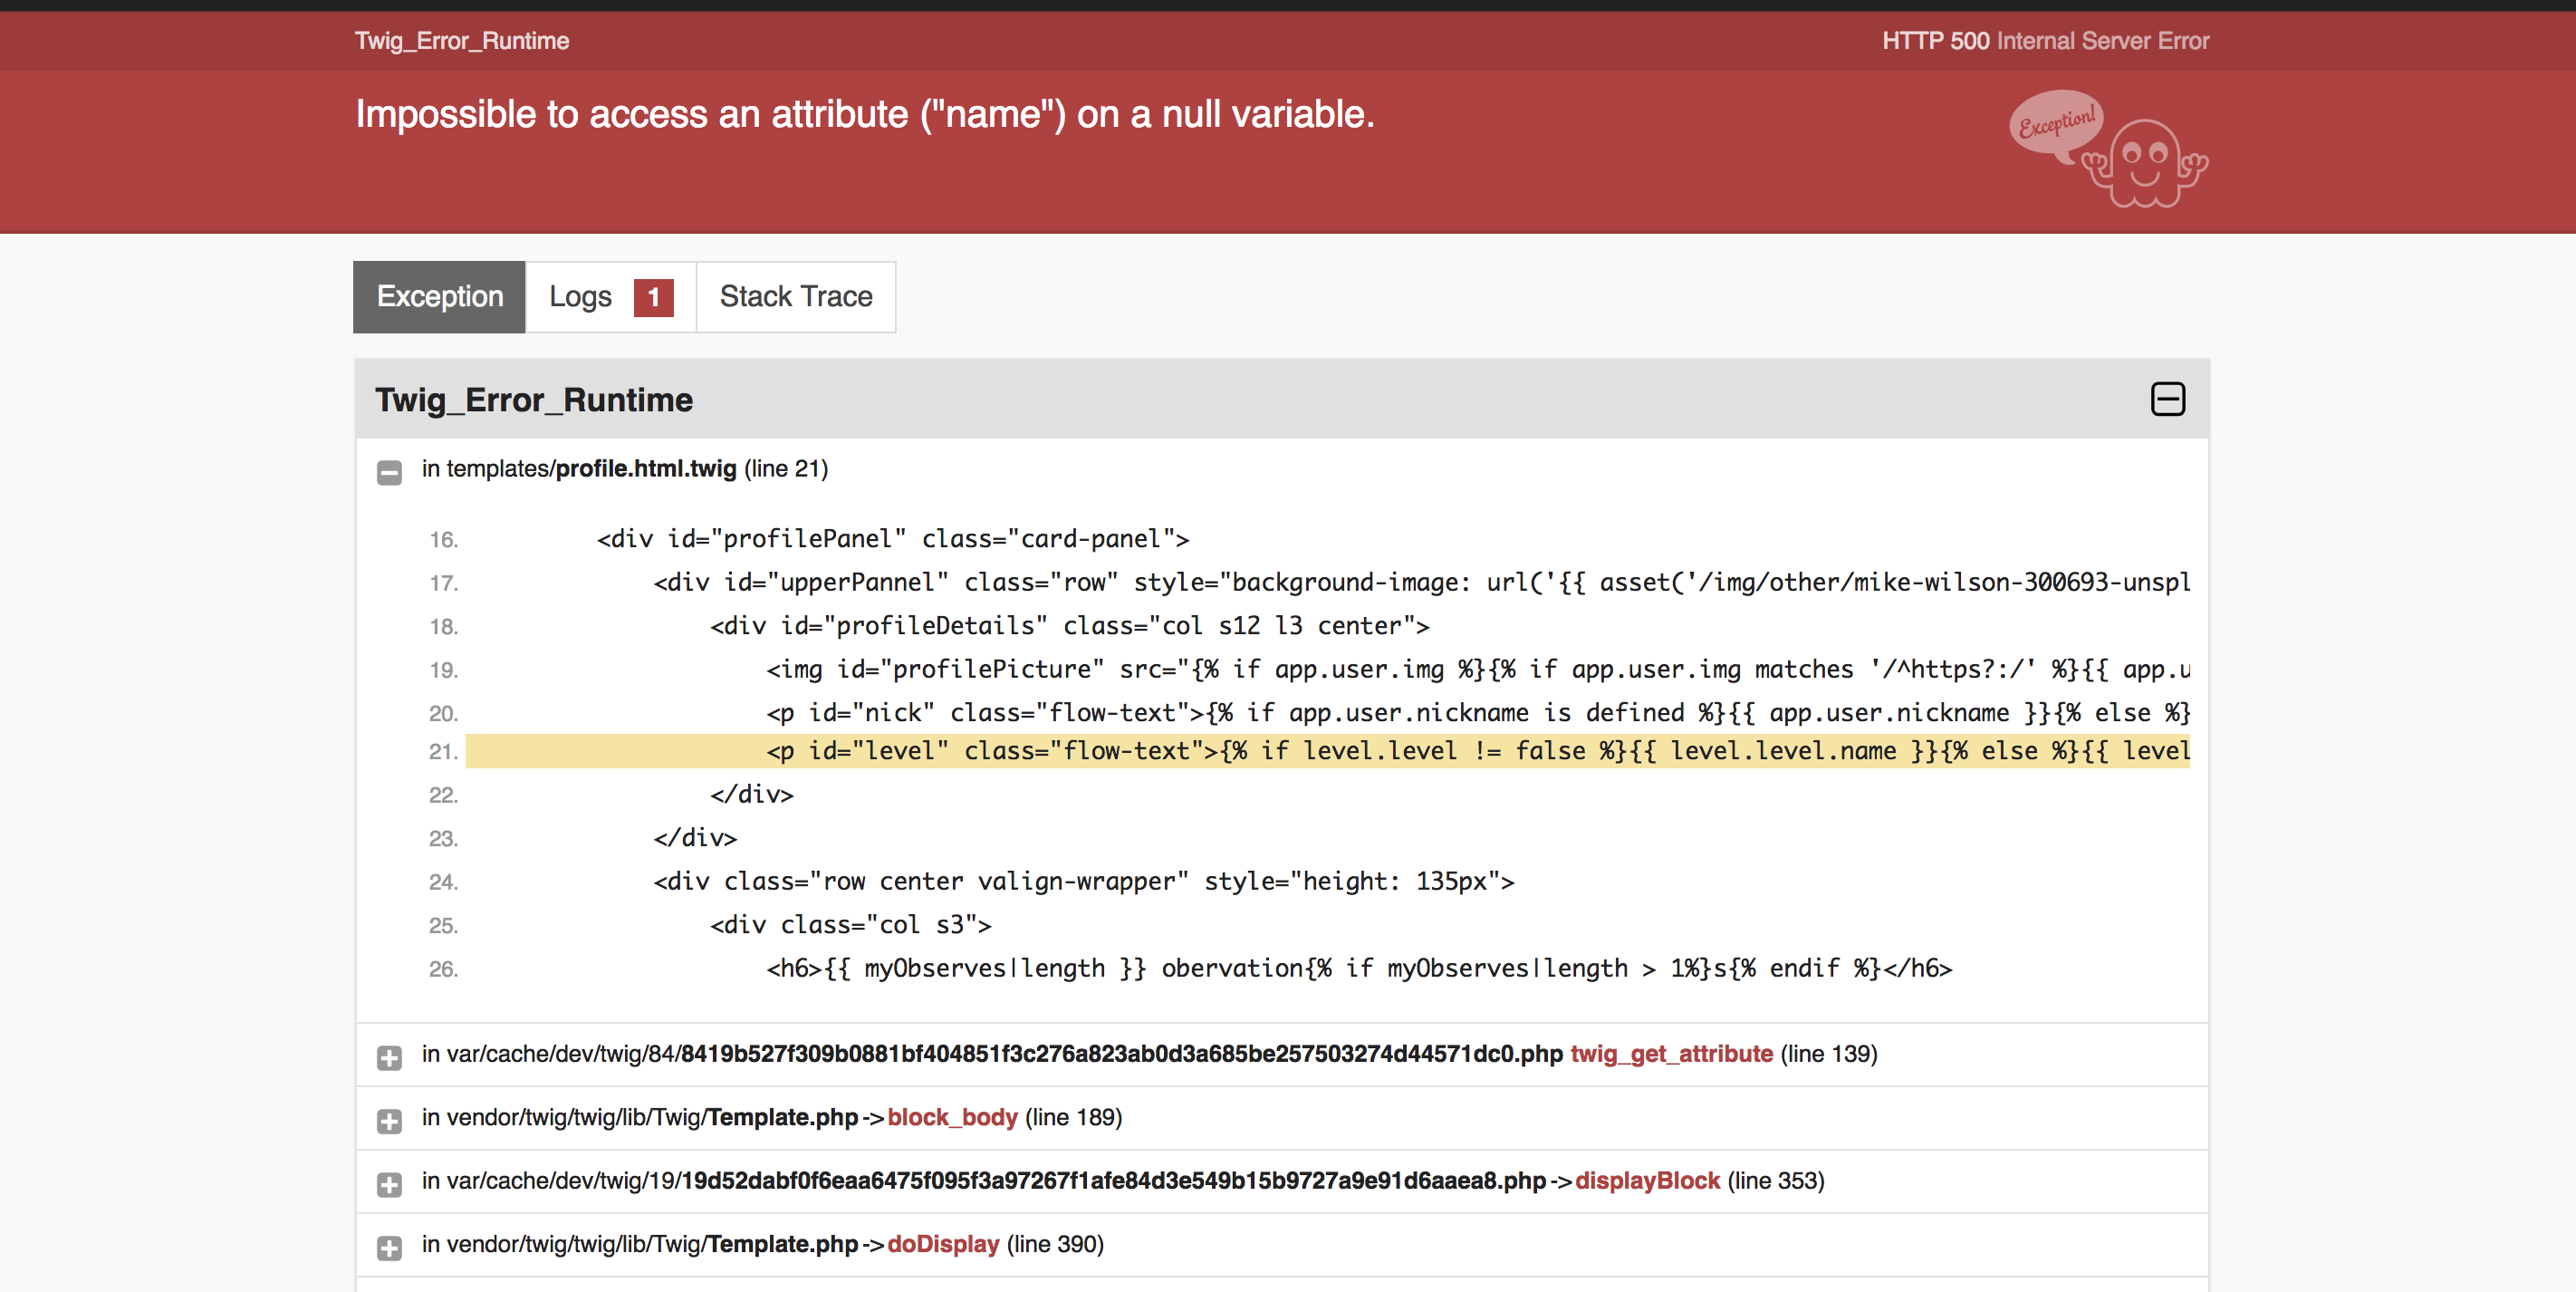 Twig_Error_Runtime
HTTP 500 Internal Server Error
Impossible to access an attribute ("name") on a null variable.
Exception!
Exception
Logs 1
Stack Trace
Twig_Error_Runtime
in templates/profile.html.twig (line 21)
16. <div id="profilePanel" class="card-panel">
17. <div id="upperPannel" class="row" style="background-image: url('{{ asset('/img/other/mike-wilson-300693-unspl
18. <div id="profileDetails" class="col s12 l3 center">
19. <img id="profilePicture" src="{% if app.user.img %}{% if app.user.img matches '/^https?:/' %}{{ app.u
20. <p id="nick" class="flow-text">{% if app.user.nickname is defined %}{{ app.user.nickname }}{% else %}
21. <p id="level" class="flow-text">{% if level.level != false %}{{ level.level.name }}{% else %}{{ level
22. </div>
23. </div>
24. <div class="row center valign-wrapper" style="height: 135px">
25. <div class="col s3">
26. <h6>{{ myObserves|length }} obervation{% if myObserves|length > 1%}s{% endif %}</h6>
in var/cache/dev/twig/84/8419b527f309b0881bf404851f3c276a823ab0d3a685be257503274d44571dc0.php twig_get_attribute (line 139)
in vendor/twig/twig/lib/Twig/Template.php->block_body (line 189)
in var/cache/dev/twig/19/19d52dabf0f6eaa6475f095f3a97267f1afe84d3e549b15b9727a9e91d6aaea8.php->displayBlock (line 353)
in vendor/twig/twig/lib/Twig/Template.php->doDisplay (line 390)